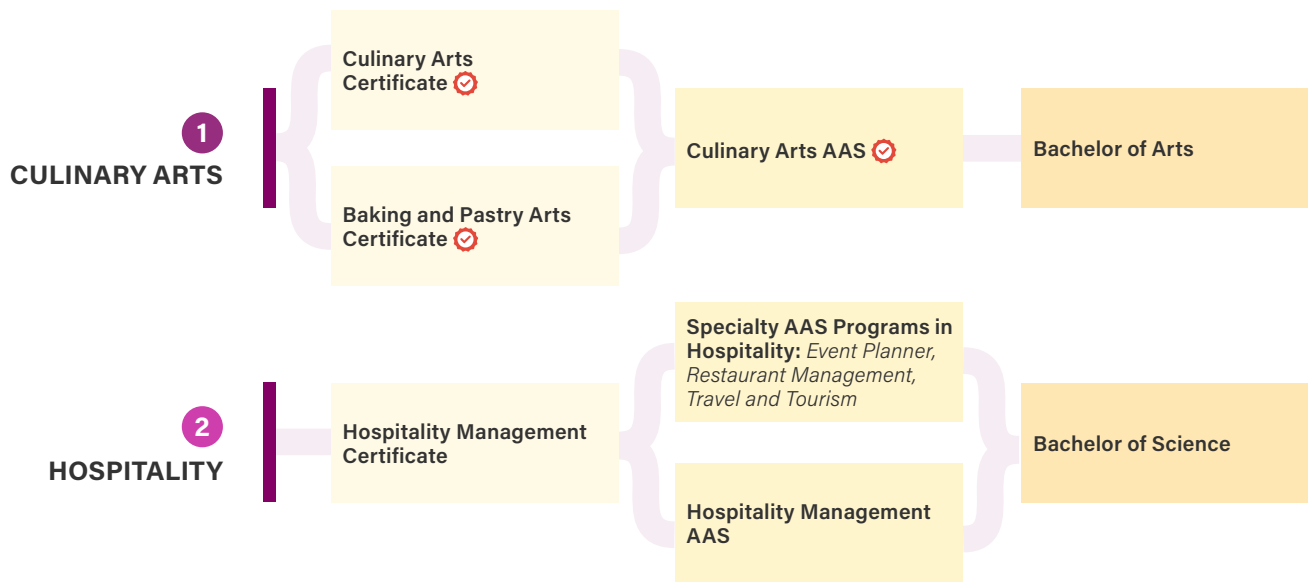 1
CULINARY ARTS
Culinary Arts
Certificate
Baking and Pastry Arts
Certificate
Culinary Arts AAS
Bachelor of Arts
2
HOSPITALITY
Hospitality Management
Certificate
Specialty AAS Programs in
Hospitality: Event Planner,
Restaurant Management,
Travel and Tourism
Hospitality Management
AAS
Bachelor of Science